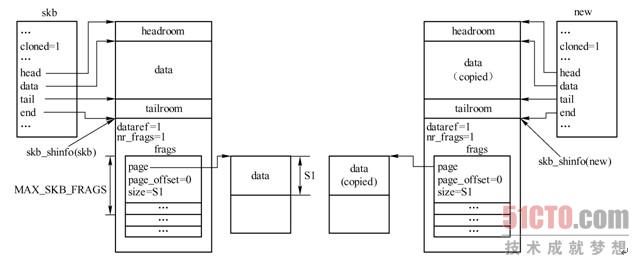 skb
...
cloned=1
...
head
data
tail
end
...
skb_shinfo(skb)
MAX_SKB_FRAGS
headroom
data
tailroom
dataref=1
nr_frags=1
frags
page
page_offset=0
size=S1
...
...
...
...
...
...
data
S1
data
(copied)
headroom
data
(copied)
tailroom
dataref=1
nr_frags=1
frags
page
page_offset=0
size=S1
...
...
...
...
...
...
new
...
cloned=1
...
head
data
tail
end
...
skb_shinfo(new)
51CTO.com
技术成就梦想